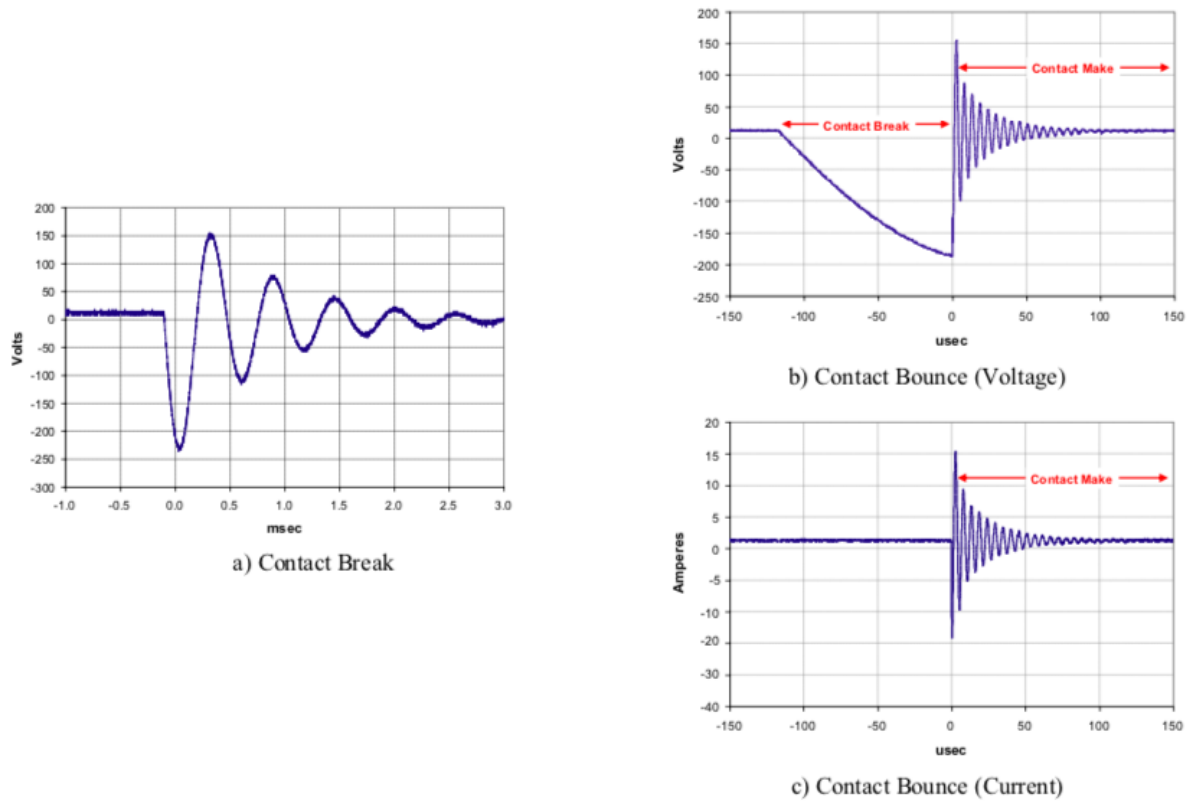 200
150
100
50
0
-50
-100
-150
-200
-250
-300
Volts
-1.0 -0.5 0.0 0.5 1.0 1.5 2.0 2.5 3.0
msec
a) Contact Break
200
150
100
50
0
-50
-100
-150
-200
-250
Volts
Contact Make
Contact Break
-150 -100 -50 0 50 100 150
usec
b) Contact Bounce (Voltage)
20
15
10
5
0
-5
-10
-20
-30
-40
Amperes
Contact Make
-150 -100 -50 0 50 100 150
usec
c) Contact Bounce (Current)